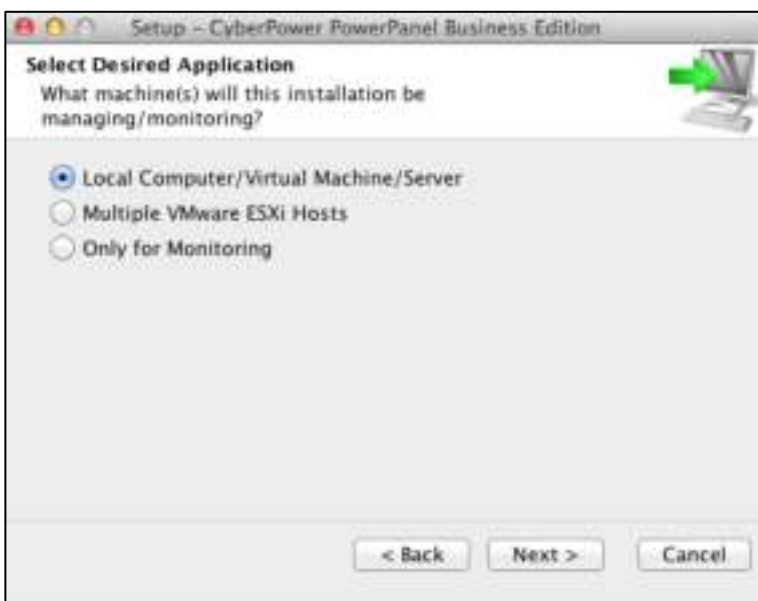 Setup – CyberPower PowerPanel Business Edition
Select Desired Application
What machine(s) will this installation be
managing/monitoring?
Local Computer/Virtual Machine/Server
Multiple VMware ESXi Hosts
Only for Monitoring
< Back
Next >
Cancel